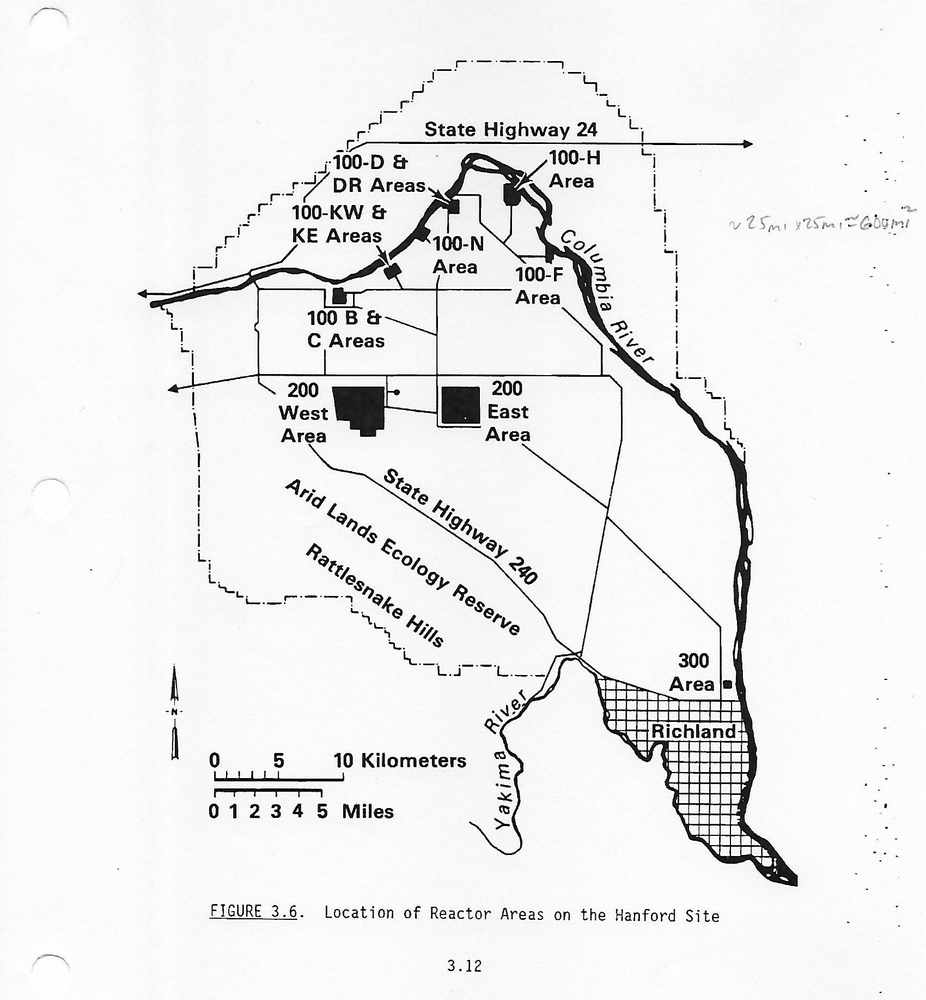 State Highway 24
100-D &
DR Areas
100-H
Area
100-KW &
KE Areas
~25mi x25mi≈600mi²
100-N
Area
Columbia River
100-F
Area
100 B &
C Areas
200
West
Area
200
East
Area
State Highway 240
Arid Lands Ecology Reserve
Rattlesnake Hills
300
Area
-N-
Yakima River
Richland
0 5 10 Kilometers
0 1 2 3 4 5 Miles
FIGURE 3.6. Location of Reactor Areas on the Hanford Site
3.12